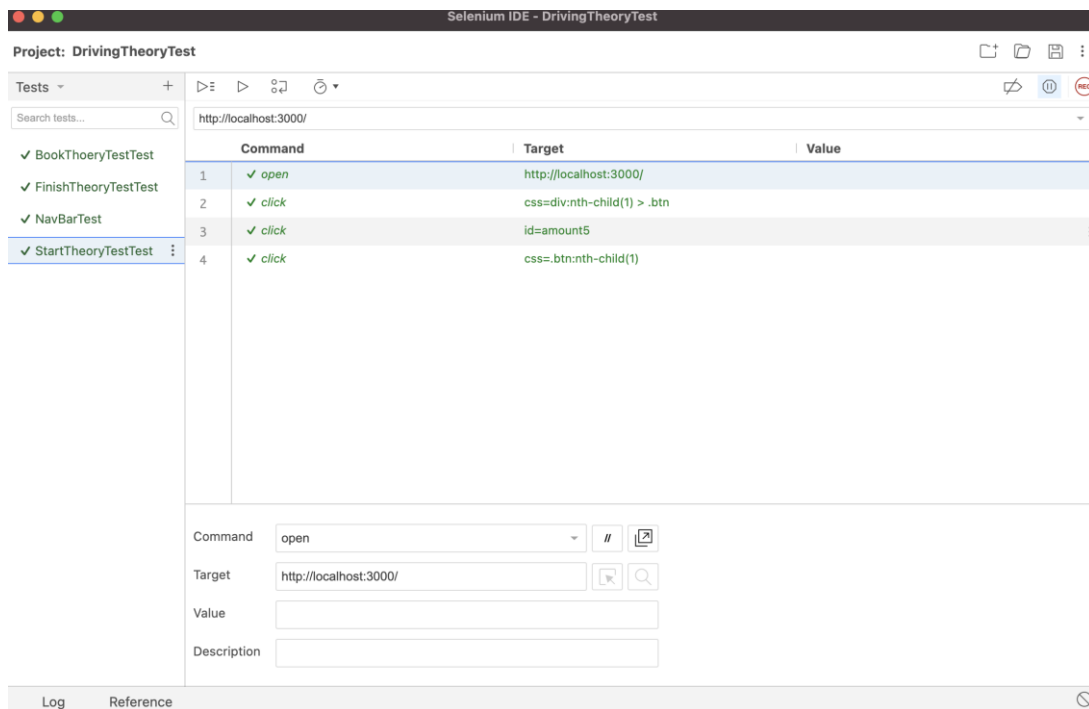 Selenium IDE - DrivingTheoryTest
Project: DrivingTheoryTest
Tests
Search tests...
BookThoeryTestTest
FinishTheoryTestTest
NavBarTest
StartTheoryTestTest
REC
http://localhost:3000/
Command Target Value
1 open http://localhost:3000/
2 click css=div:nth-child(1) > .btn
3 click id=amount5
4 click css=.btn:nth-child(1)
Command open //
Target http://localhost:3000/
Value
Description
Log Reference